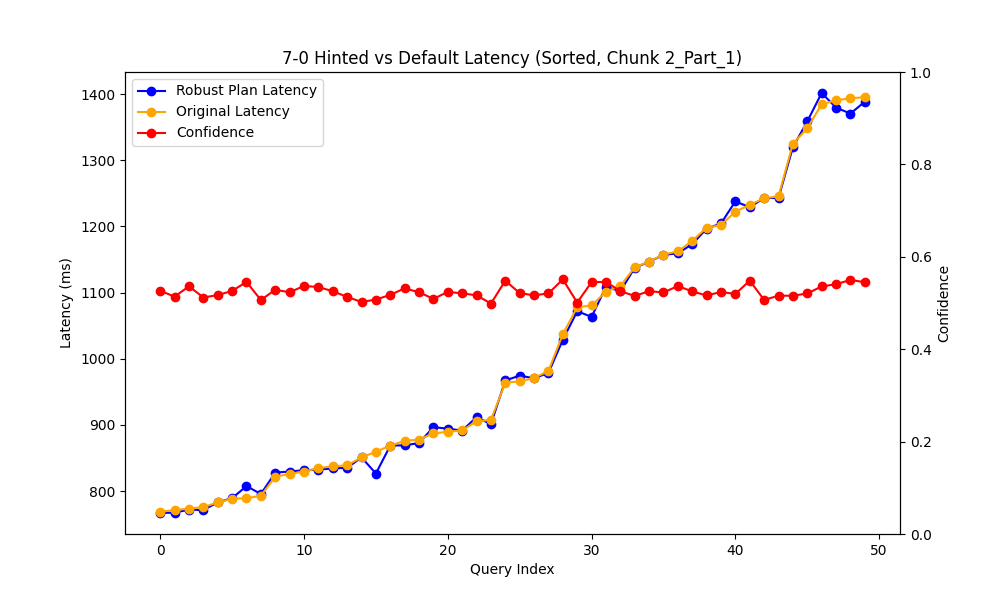 7-0 Hinted vs Default Latency (Sorted, Chunk 2_Part_1)
Robust Plan Latency
Original Latency
Confidence
Latency (ms)
1400
1300
1200
1100
1000
900
800
1.0
0.8
0.6
0.4
0.2
0.0
Confidence
0 10 20 30 40 50
Query Index